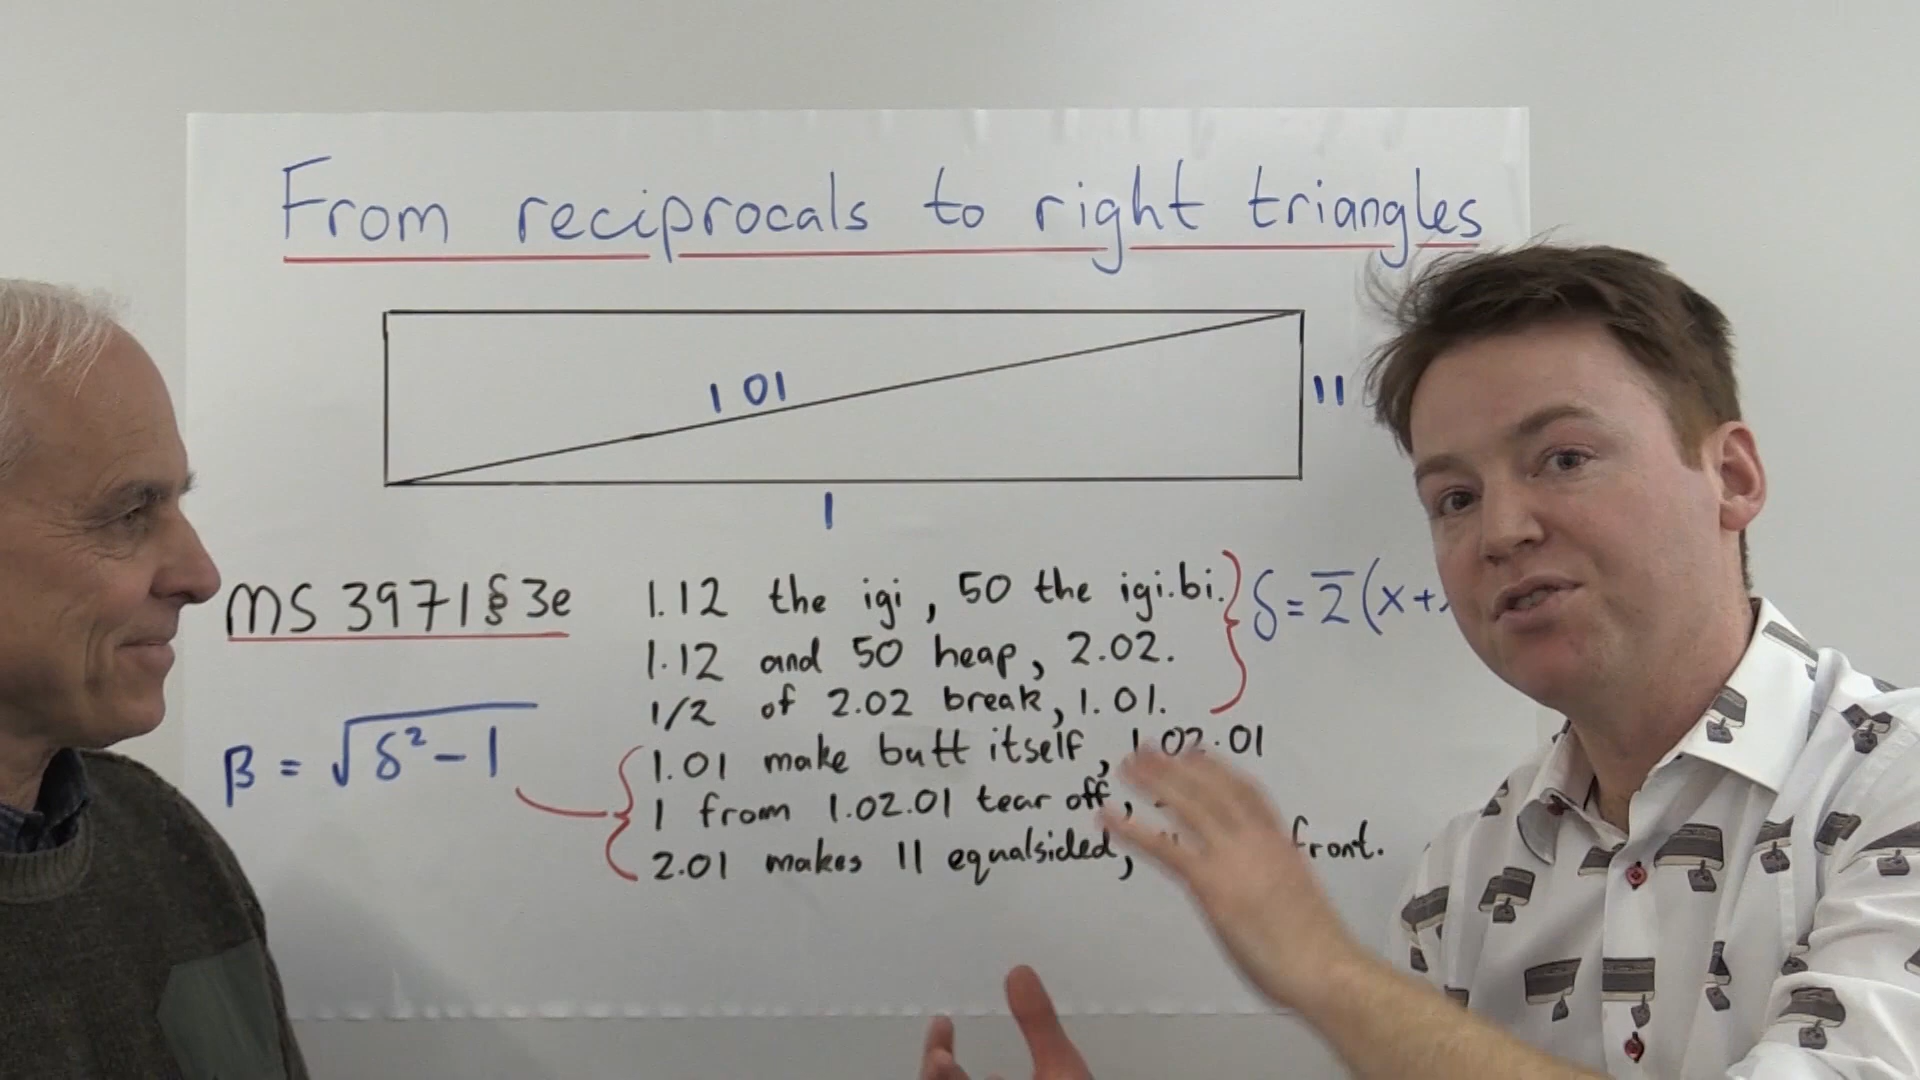 From reciprocals to right triangles
1 01
11
1
MS 3971 § 3e
1.12 the igi, 50 the igi.bi.
δ = 2̅(x+
1.12 and 50 heap, 2.02.
1/2 of 2.02 break, 1.01.
β = √δ²-1
1.01 make butt itself, 1.02.01
1 from 1.02.01 tear off,
2.01 makes 11 equalsided, front.